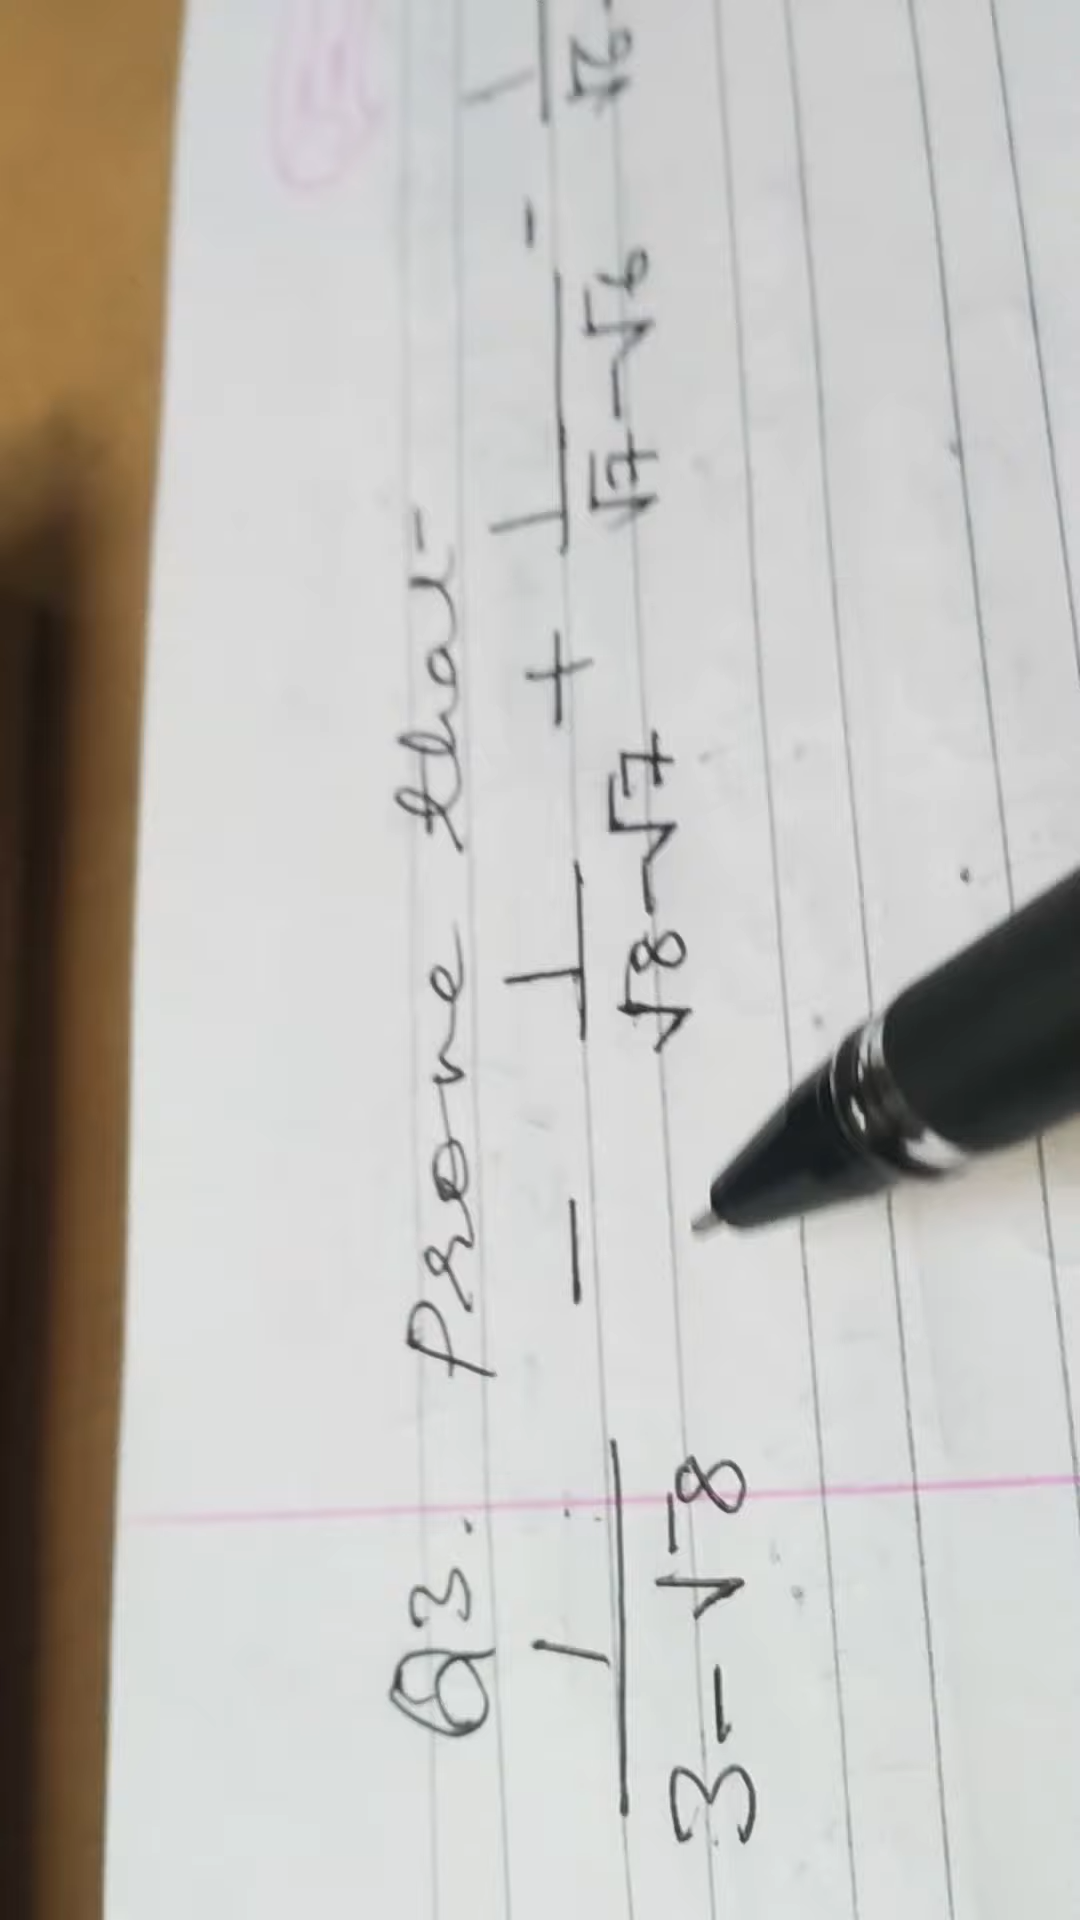 Q3. Prove that
1/(3-√8) - 1/(√8-√7) + 1/(√7-√6) - 1/√6